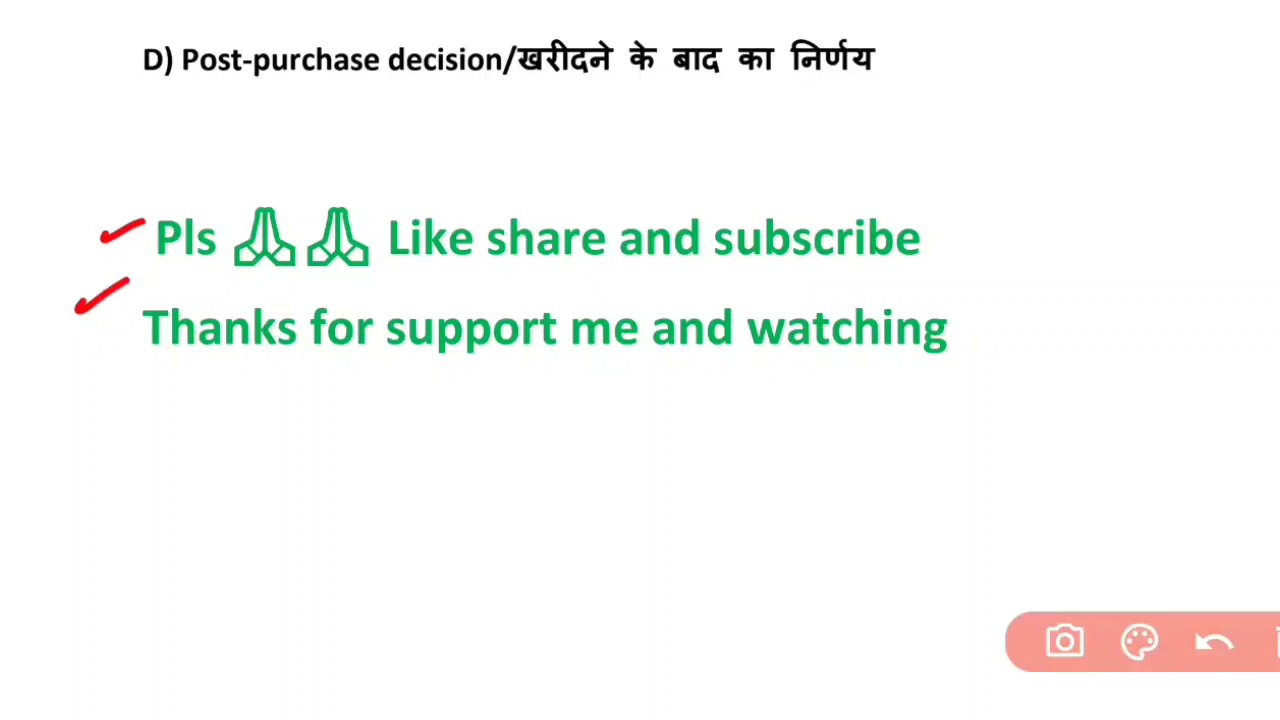 D) Post-purchase decision/खरीदने के बाद का निर्णय
Pls 🙏🙏 Like share and subscribe
Thanks for support me and watching